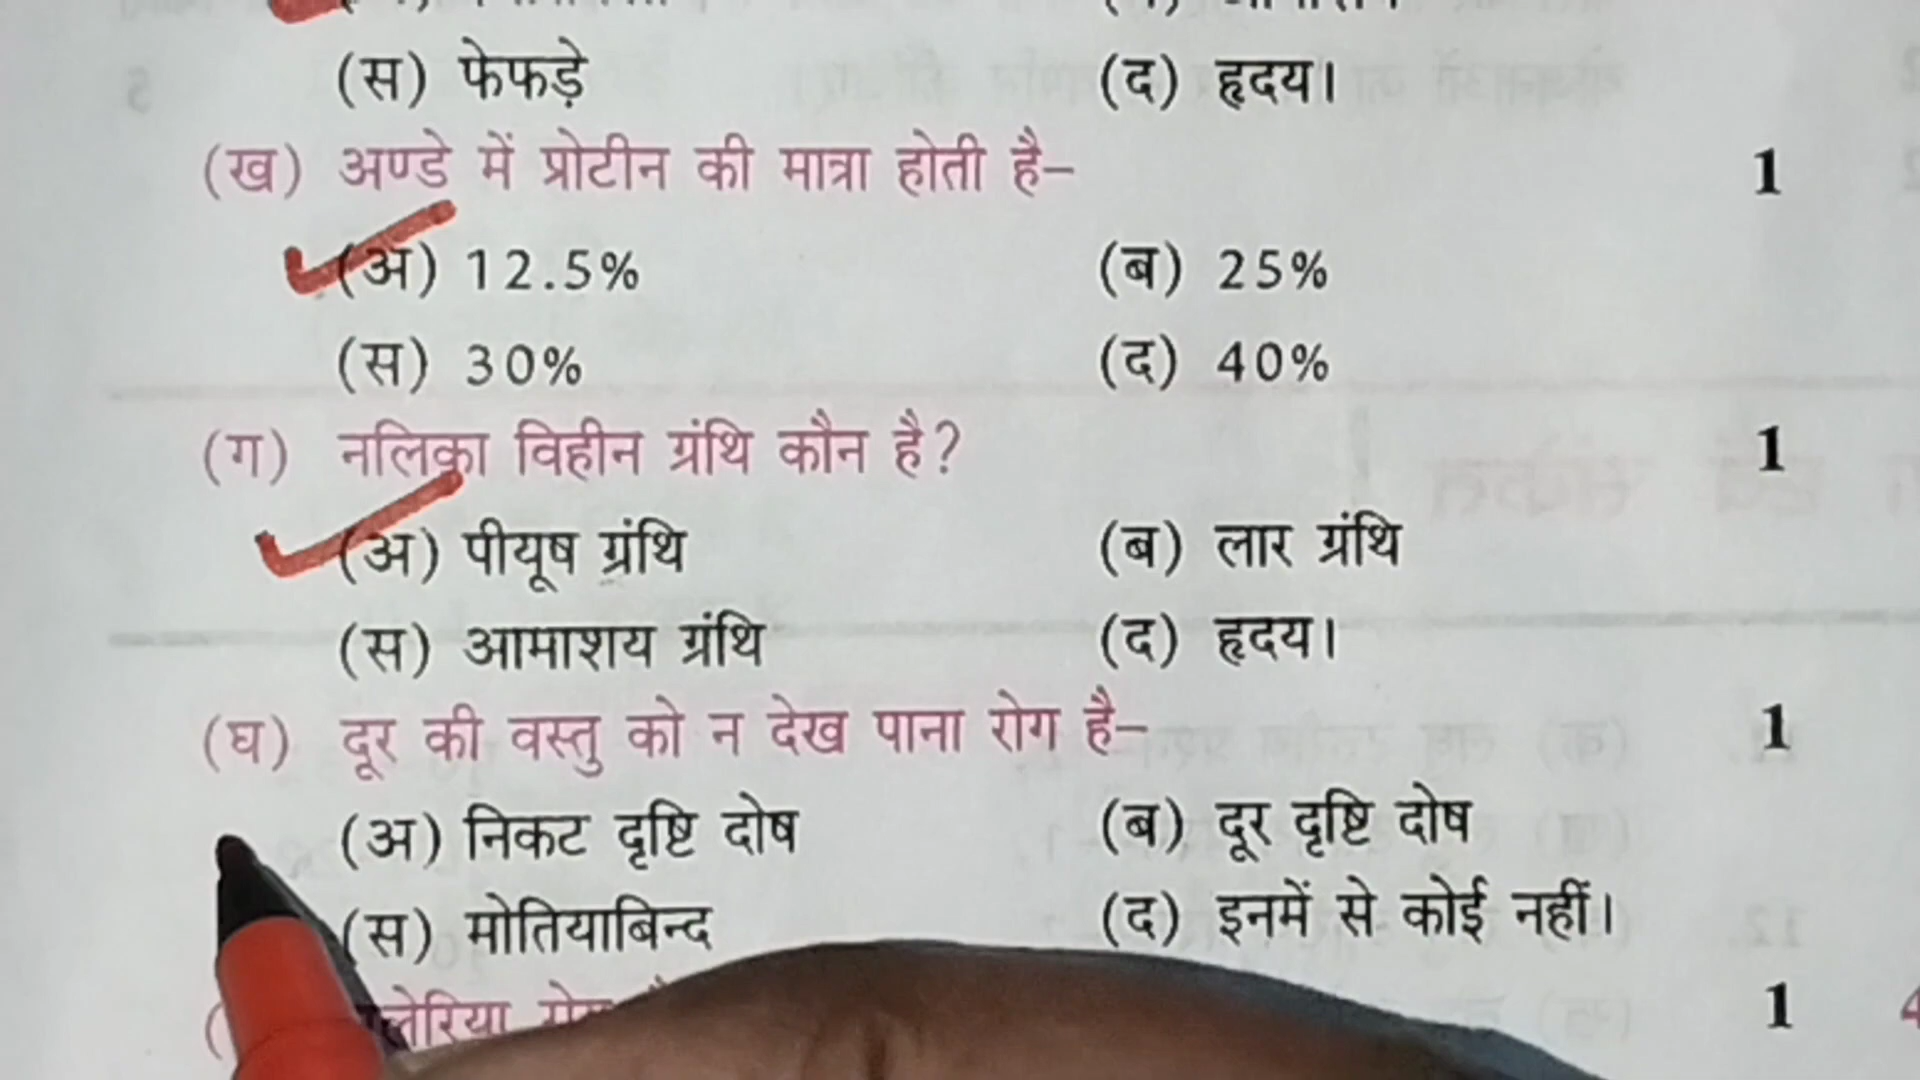 (स) फेफड़े (द) हृदय।
(ख) अण्डे में प्रोटीन की मात्रा होती है– 1
(अ) 12.5% (ब) 25%
(स) 30% (द) 40%
(ग) नलिका विहीन ग्रंथि कौन है? 1
(अ) पीयूष ग्रंथि (ब) लार ग्रंथि
(स) आमाशय ग्रंथि (द) हृदय।
(घ) दूर की वस्तु को न देख पाना रोग है– 1
(अ) निकट दृष्टि दोष (ब) दूर दृष्टि दोष
(स) मोतियाबिन्द (द) इनमें से कोई नहीं।
1